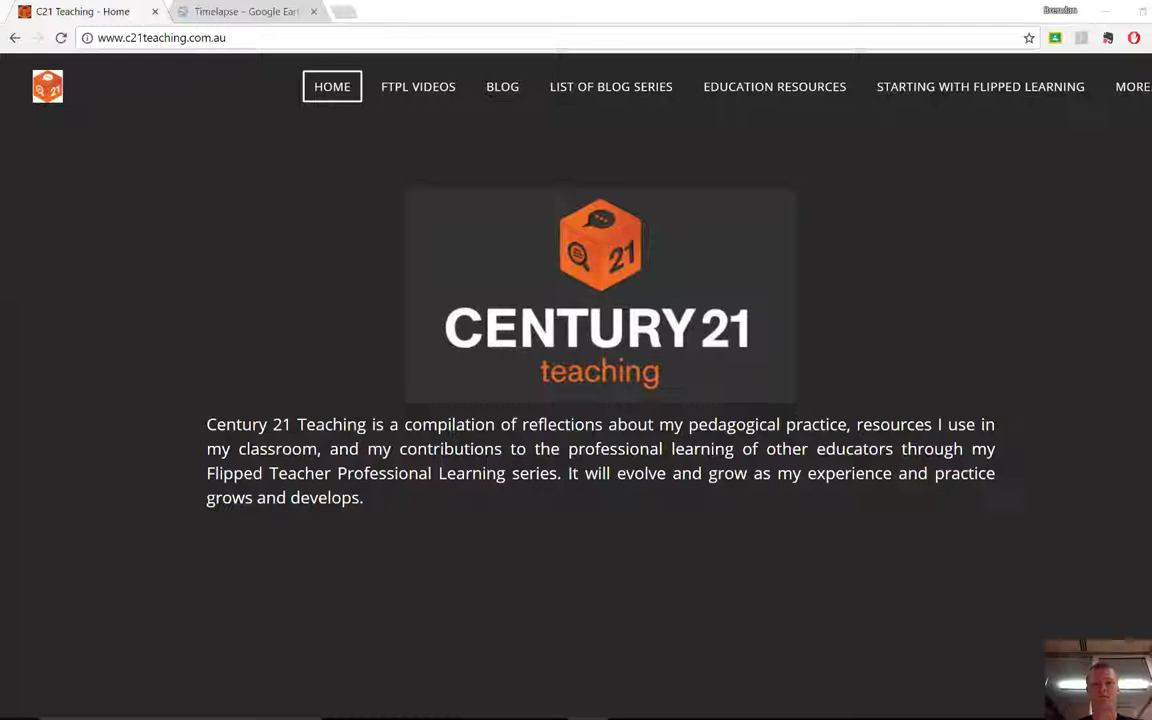 C21 Teaching - Home
Timelapse – Google Ear
Brendan
www.c21teaching.com.au
HOME
FTPL VIDEOS
BLOG
LIST OF BLOG SERIES
EDUCATION RESOURCES
STARTING WITH FLIPPED LEARNING
MORE
21
21
CENTURY 21
teaching
Century 21 Teaching is a compilation of reflections about my pedagogical practice, resources I use in
my classroom, and my contributions to the professional learning of other educators through my
Flipped Teacher Professional Learning series. It will evolve and grow as my experience and practice
grows and develops.